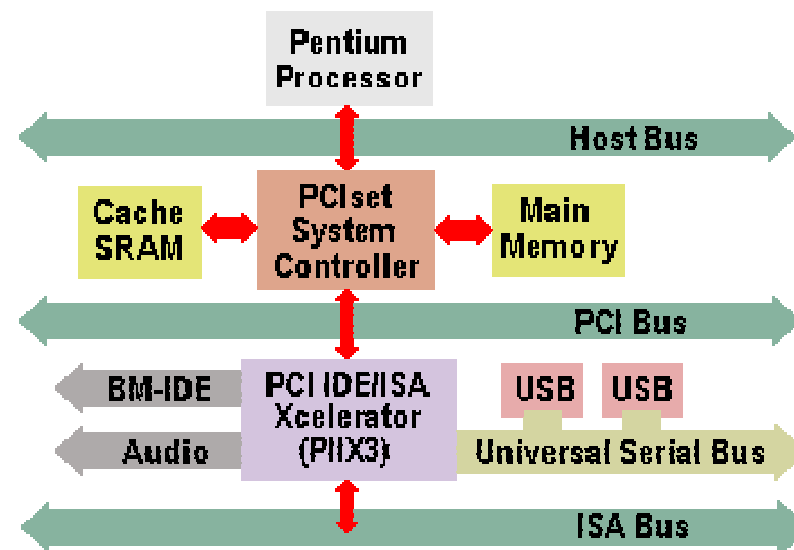 Pentium
Processor
Host Bus
Cache
SRAM
PCIset
System
Controller
Main
Memory
PCI Bus
BM-IDE
Audio
PCI IDE/ISA
Xcelerator
(PIIX3)
USB
USB
Universal Serial Bus
ISA Bus